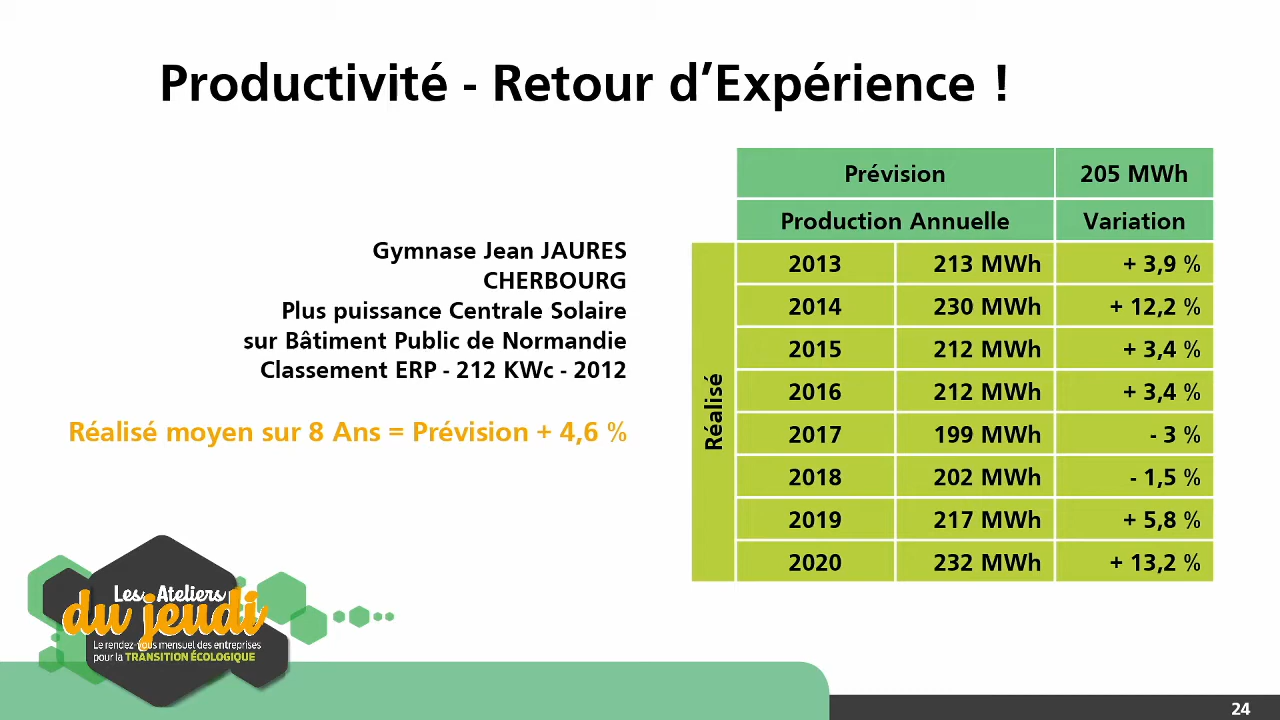 Productivité - Retour d’Expérience !
Gymnase Jean JAURES
CHERBOURG
Plus puissance Centrale Solaire
sur Bâtiment Public de Normandie
Classement ERP - 212 KWc - 2012
Réalisé moyen sur 8 Ans = Prévision + 4,6 %
Prévision 205 MWh
Production Annuelle Variation
Réalisé
2013 213 MWh + 3,9 %
2014 230 MWh + 12,2 %
2015 212 MWh + 3,4 %
2016 212 MWh + 3,4 %
2017 199 MWh - 3 %
2018 202 MWh - 1,5 %
2019 217 MWh + 5,8 %
2020 232 MWh + 13,2 %
Les Ateliers
du jeudi
Le rendez-vous mensuel des entreprises
pour la TRANSITION ÉCOLOGIQUE
24